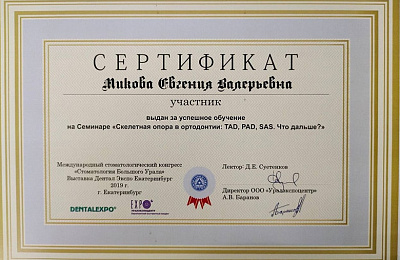 СЕРТИФИКАТ
Микова Евгения Валерьевна
участник
выдан за успешное обучение
на Семинаре «Скелетная опора в ортодонтии: TAD, PAD, SAS. Что дальше?»
Международный стоматологический конгресс
«Стоматология Большого Урала»
Выставка Дентал Экспо Екатеринбург
2019 г.
г. Екатеринбург
Лектор: Д.Е. Суетенков
Директор ООО «Уралэкспоцентр»
А.В. Баранов
DENTALEXPO®
EXPO